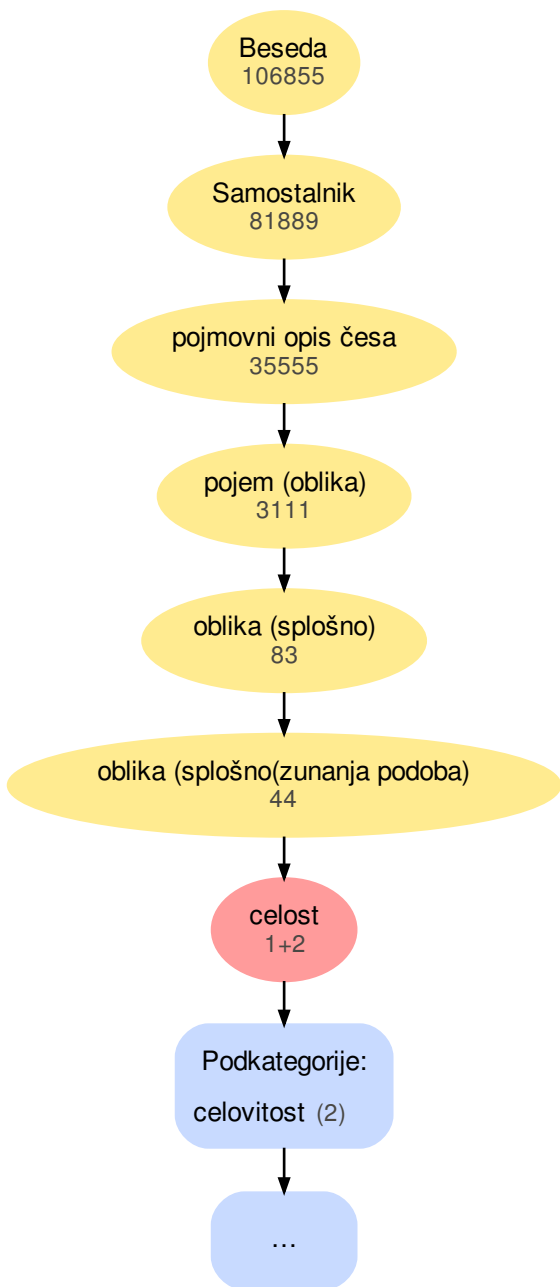 Beseda
106855
Samostalnik
81889
pojmovni opis česa
35555
pojem (oblika)
3111
oblika (splošno)
83
oblika (splošno(zunanja podoba)
44
celost
1+2
Podkategorije:
celovitost (2)
...